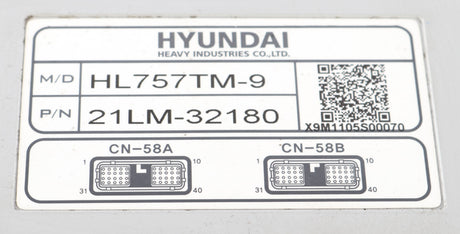 HYUNDAI
HEAVY INDUSTRIES CO.,LTD.
M/D HL757TM-9
P/N 21LM-32180
X9M1105S00070
CN-58A CN-58B
1 10 1 10
31 40 31 40